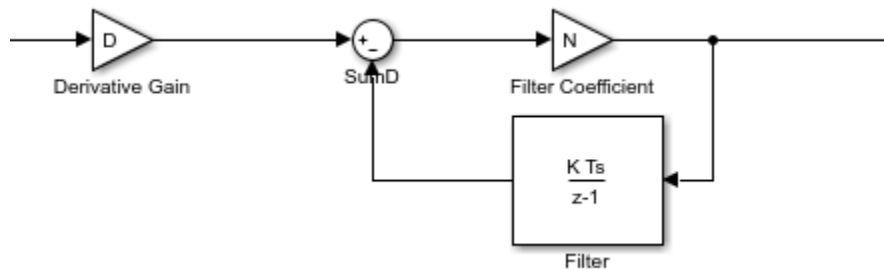 D
+
−
N
Derivative Gain
SumD
Filter Coefficient
K Ts
z-1
Filter